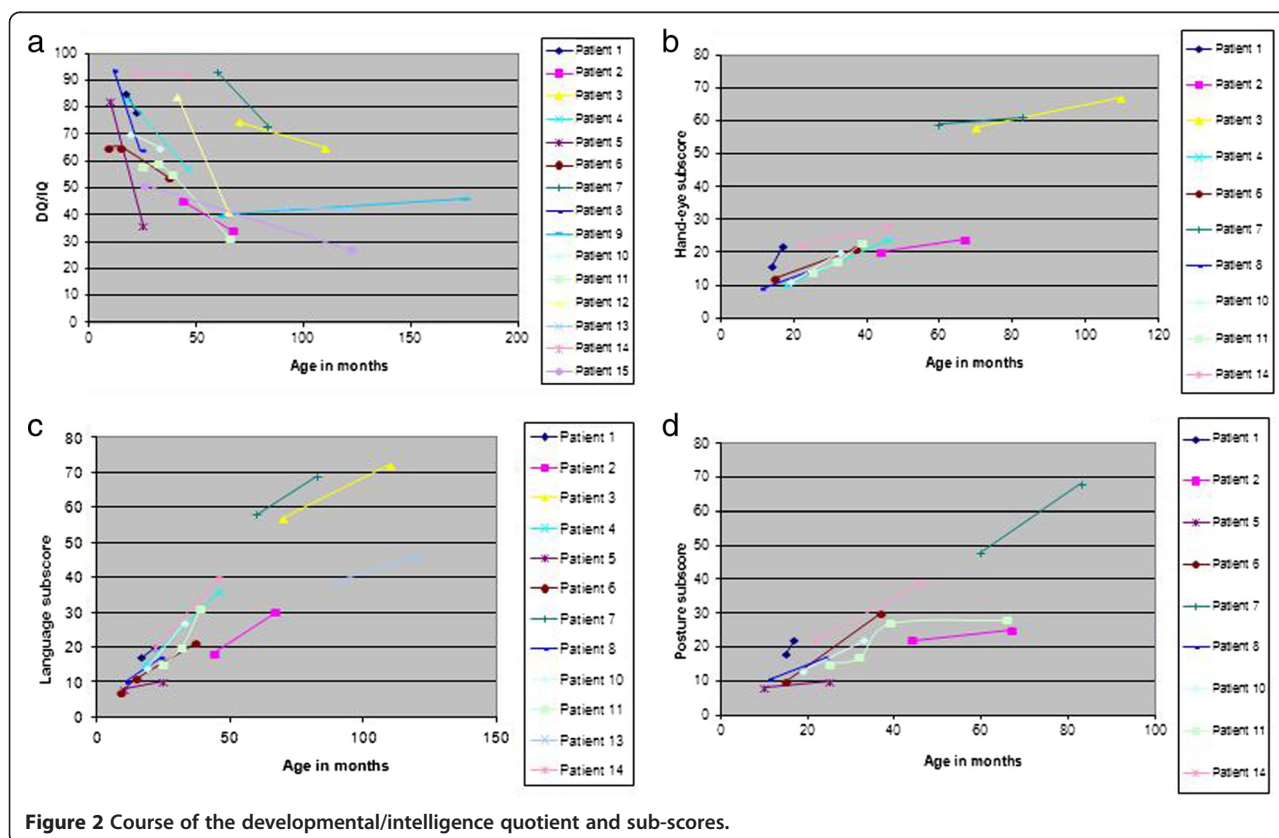 a
100
90
80
70
60
50
40
30
20
10
0
DQ/IQ
0 50 100 150 200
Age in months
Patient 1
Patient 2
Patient 3
Patient 4
Patient 5
Patient 6
Patient 7
Patient 8
Patient 9
Patient 10
Patient 11
Patient 12
Patient 13
Patient 14
Patient 15
b
80
70
60
50
40
30
20
10
0
Hand-eye subscore
0 20 40 60 80 100 120
Age in months
Patient 1
Patient 2
Patient 3
Patient 4
Patient 6
Patient 7
Patient 8
Patient 10
Patient 11
Patient 14
c
80
70
60
50
40
30
20
10
0
Language subscore
0 50 100 150
Age in months
Patient 1
Patient 2
Patient 3
Patient 4
Patient 5
Patient 6
Patient 7
Patient 8
Patient 10
Patient 11
Patient 13
Patient 14
d
80
70
60
50
40
30
20
10
0
Posture subscore
0 20 40 60 80 100
Age in months
Patient 1
Patient 2
Patient 5
Patient 6
Patient 7
Patient 8
Patient 10
Patient 11
Patient 14
Figure 2 Course of the developmental/intelligence quotient and sub-scores.